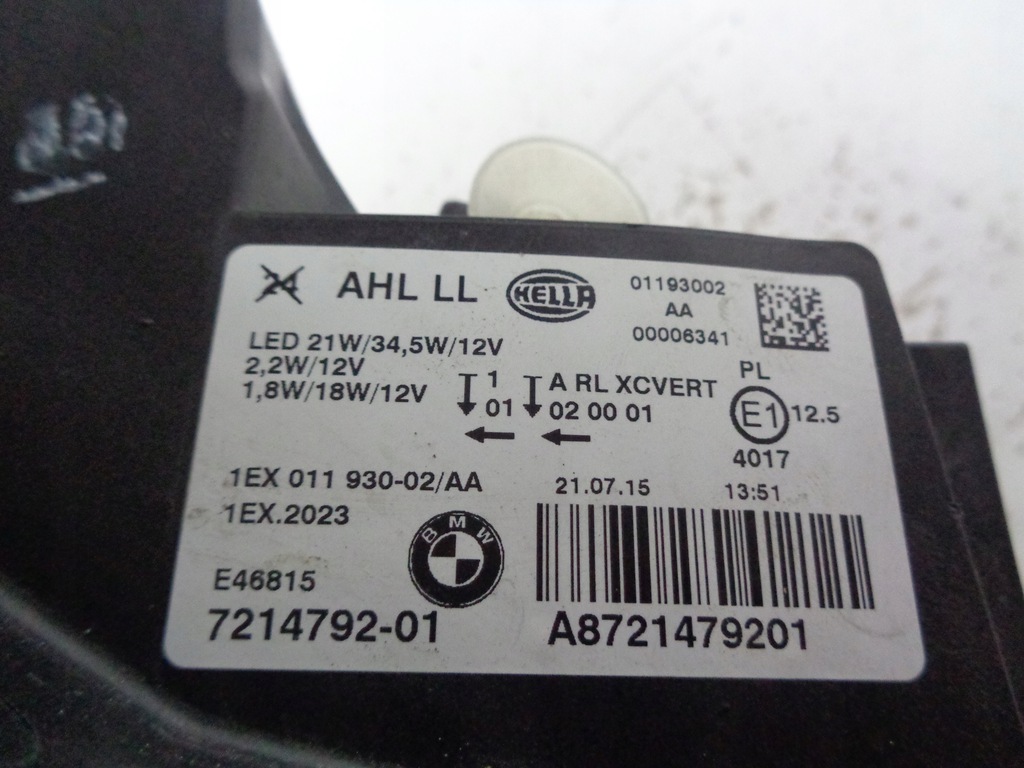 24 AHL LL HELLA 01193002
AA
00006341
LED 21W/34,5W/12V
2,2W/12V
1,8W/18W/12V
1 A RL XCVERT
01 02 00 01
PL
E1 12.5
4017
1EX 011 930-02/AA 21.07.15 13:51
1EX.2023
BMW
E46815
7214792-01 A8721479201